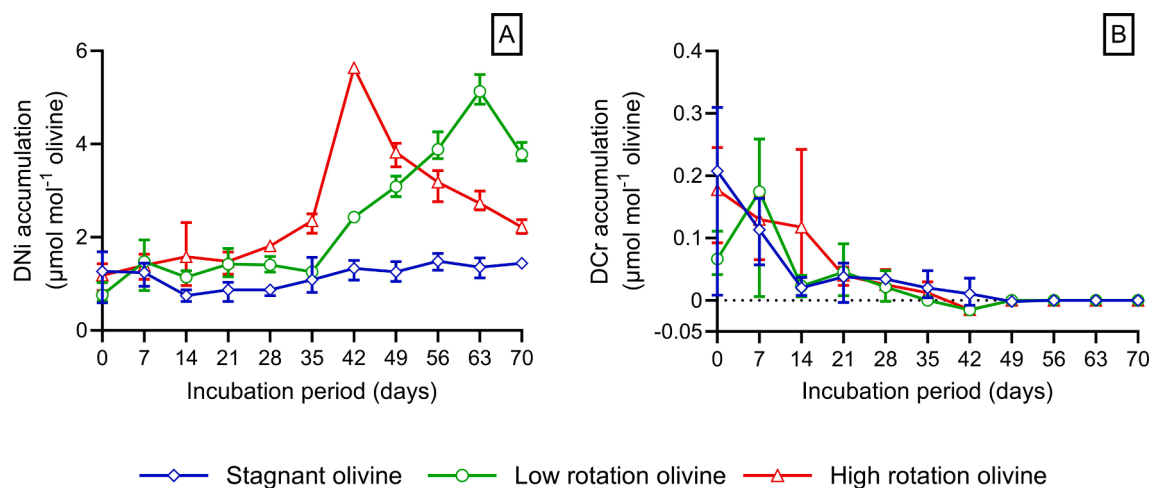 A
DNi accumulation
(μmol mol⁻¹ olivine)
6
4
2
0
0 7 14 21 28 35 42 49 56 63 70
Incubation period (days)
B
DCr accumulation
(μmol mol⁻¹ olivine)
0.4
0.3
0.2
0.1
0
-0.05
0 7 14 21 28 35 42 49 56 63 70
Incubation period (days)
Stagnant olivine Low rotation olivine High rotation olivine